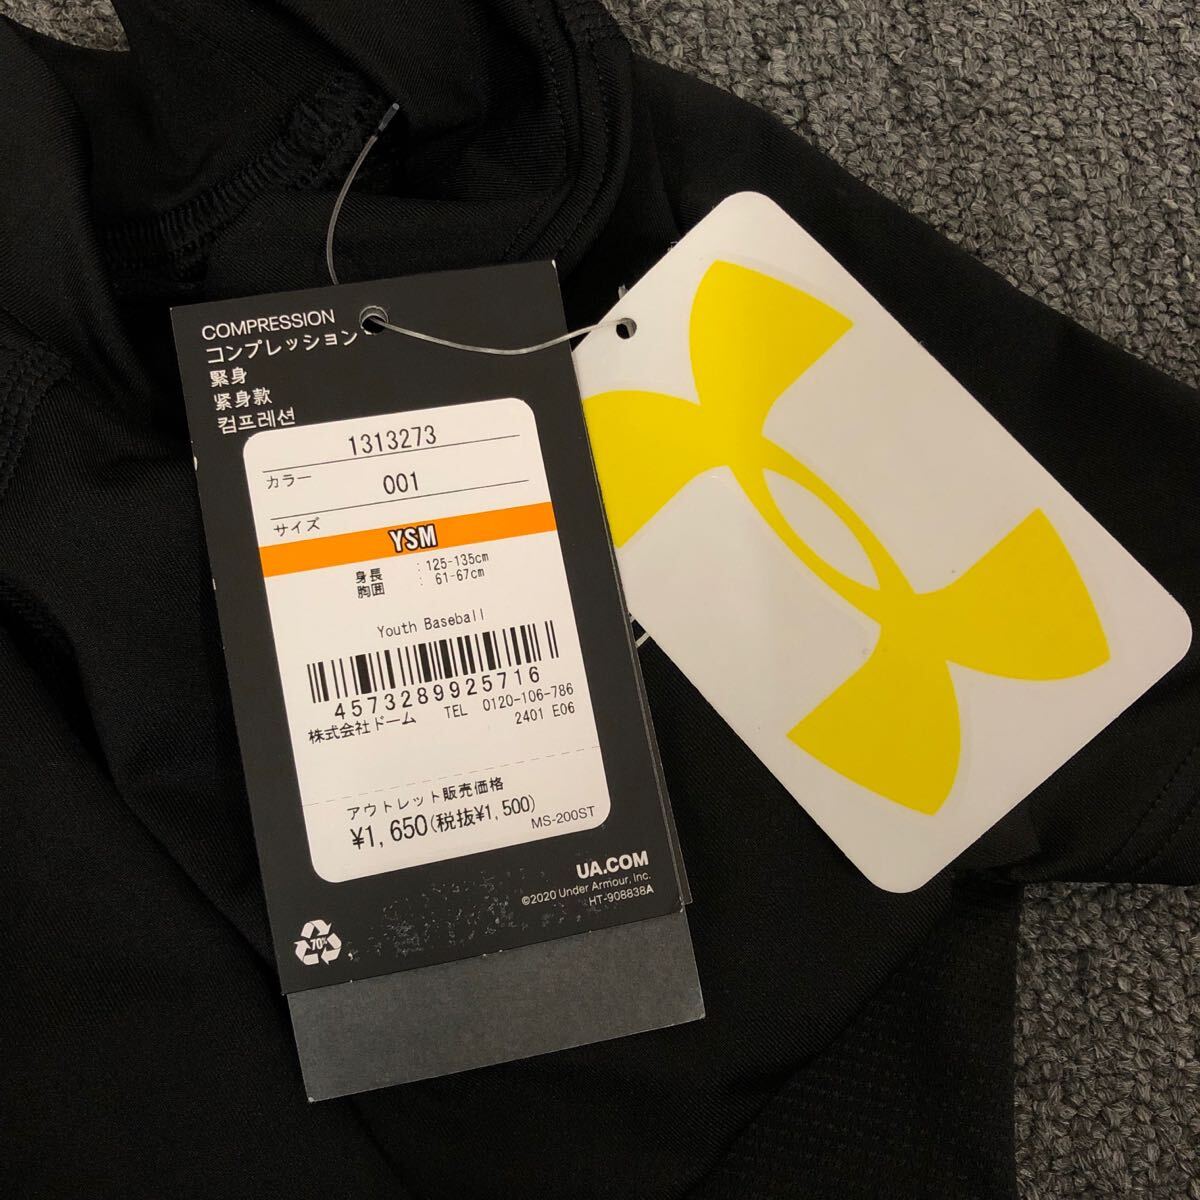 COMPRESSION
コンプレッション
緊身
紧身款
컴프레션
1313273
カラー 001
サイズ
YSM
身長 : 125-135cm
胸囲 : 61-67cm
Youth Baseball
4573289925716
株式会社ドーム TEL 0120-106-786
2401 E06
アウトレット販売価格
¥1,650(税抜¥1,500)
MS-200ST
UA.COM
©2020 Under Armour, Inc.
HT-908838A
70%